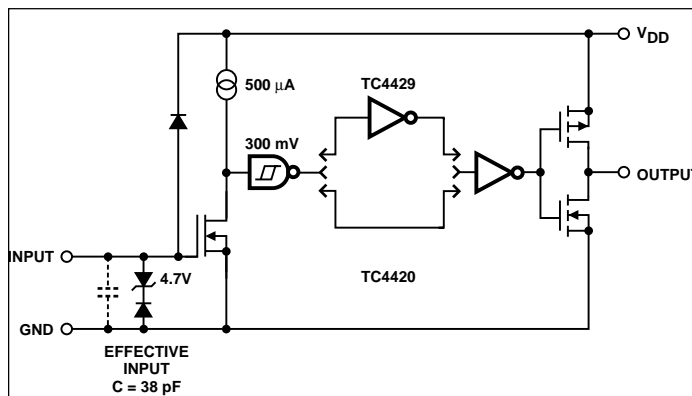 V_DD
500 µA
TC4429
300 mV
OUTPUT
INPUT
4.7V
TC4420
GND
EFFECTIVE
INPUT
C = 38 pF